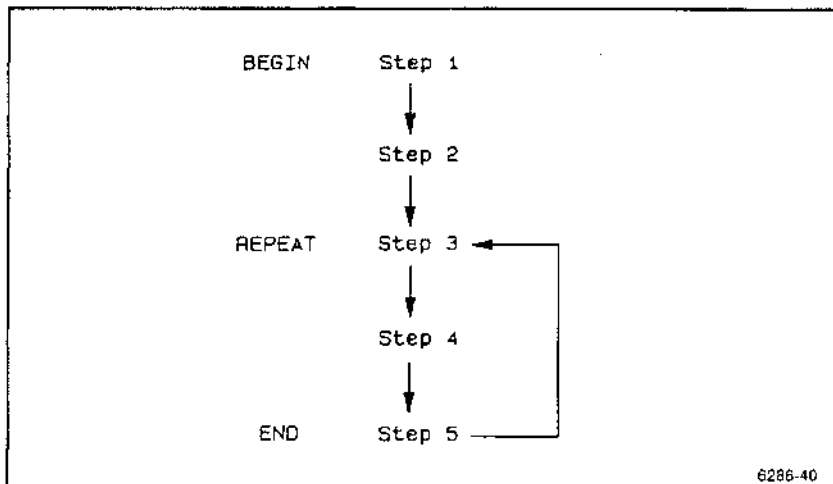 BEGIN Step 1
Step 2
REPEAT Step 3
Step 4
END Step 5
6286-40